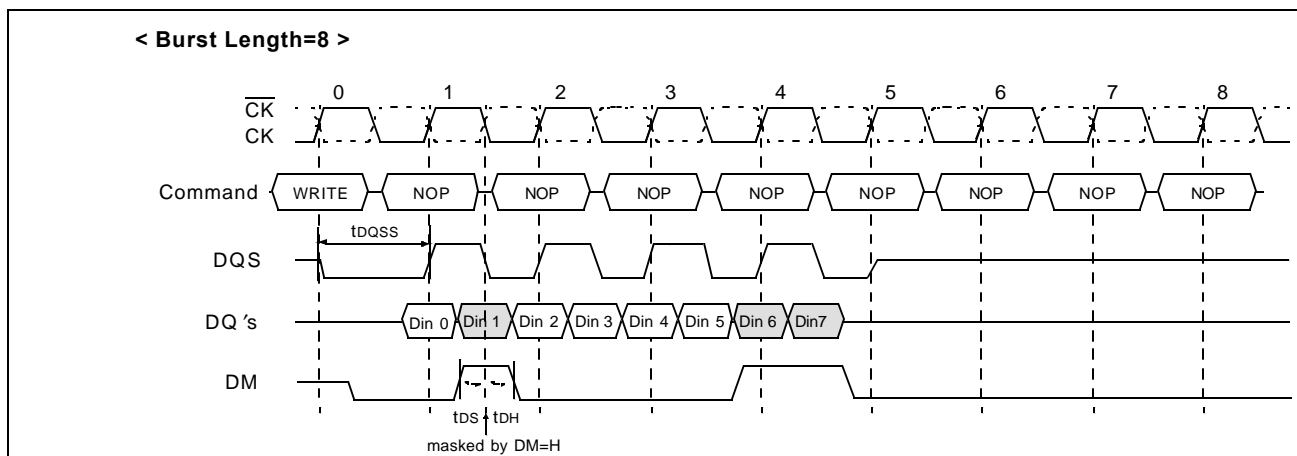 < Burst Length=8 >
0 1 2 3 4 5 6 7 8
CK
CK
Command WRITE NOP NOP NOP NOP NOP NOP NOP NOP
tDQSS
DQS
DQ's Din 0 Din 1 Din 2 Din 3 Din 4 Din 5 Din 6 Din7
DM
tDS tDH
masked by DM=H